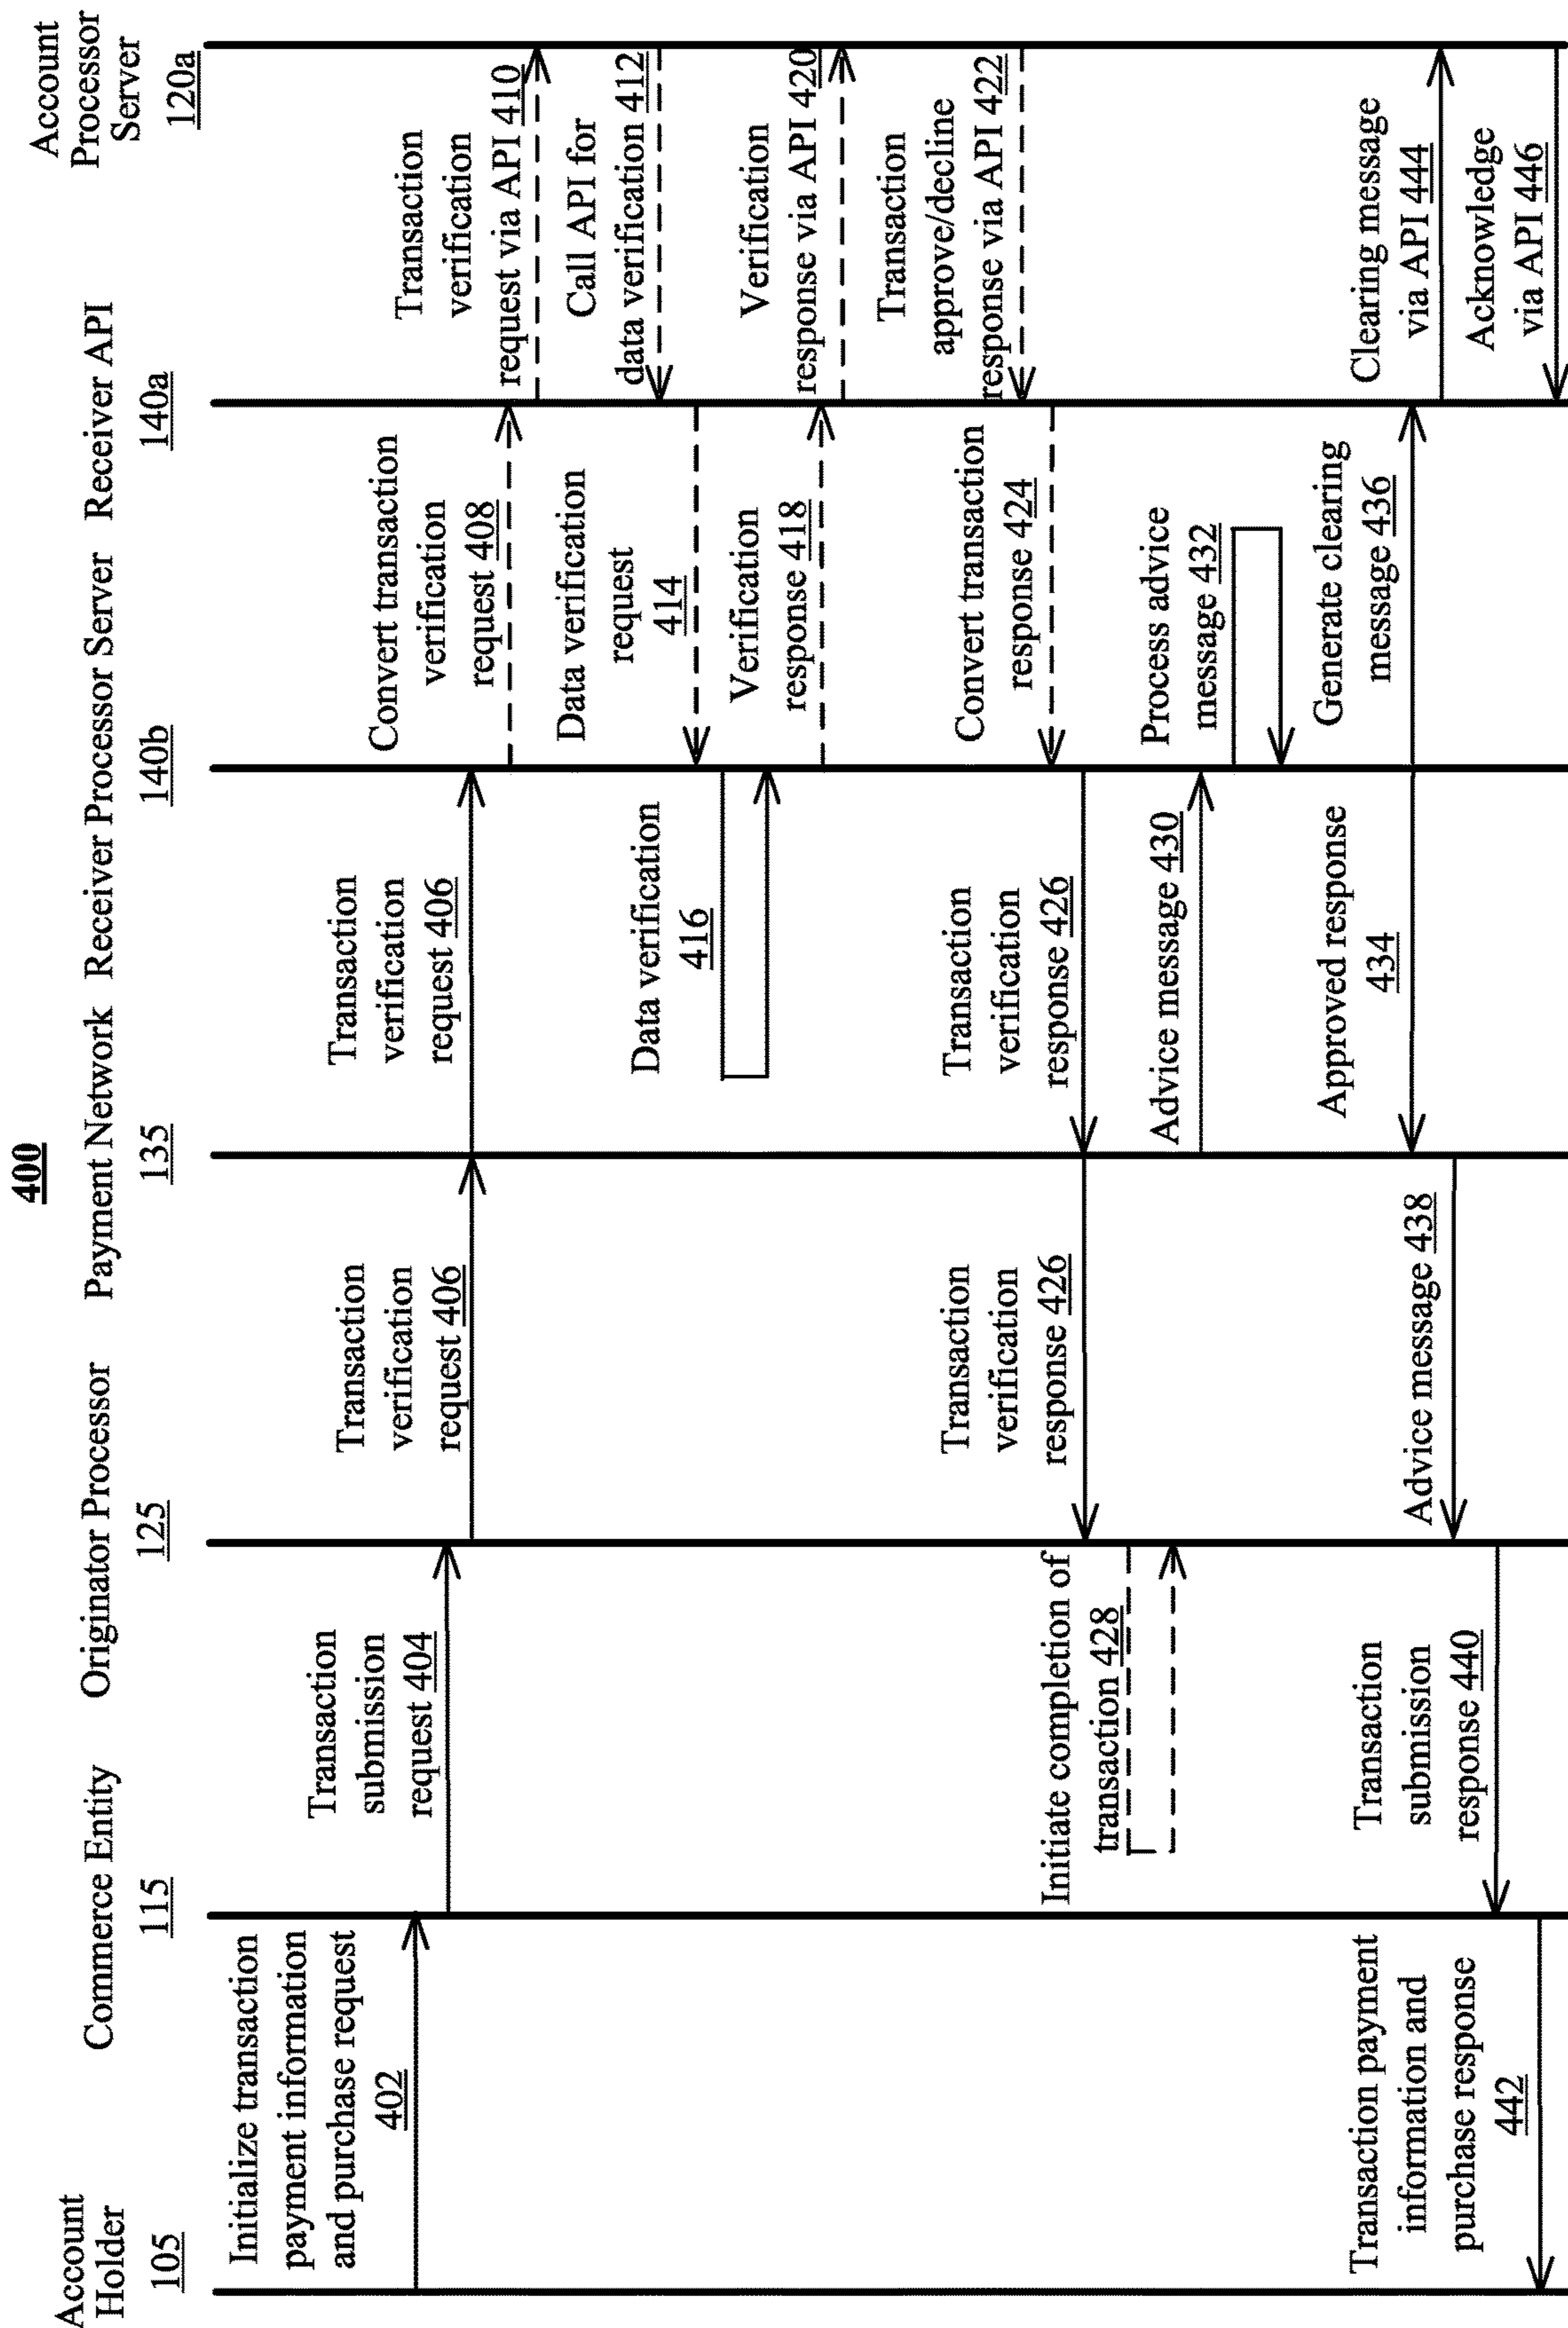 400
Account
Holder
105
Commerce Entity
115
Originator Processor
125
Payment Network
135
Receiver Processor Server
140b
Receiver API
140a
Account
Processor
Server
120a
Initialize transaction
payment information
and purchase request
402
Transaction
submission
request 404
Transaction
verification
request 406
Transaction
verification
request 406
Convert transaction
verification
request 408
Transaction
verification
request via API 410
Call API for
data verification 412
Data verification
request
414
Data verification
416
Verification
response 418
Verification
response via API 420
Transaction
approve/decline
response via API 422
Convert transaction
response 424
Transaction
verification
response 426
Transaction
verification
response 426
Initiate completion of
transaction 428
Advice message 430
Process advice
message 432
Approved response
434
Generate clearing
message 436
Advice message 438
Transaction
submission
response 440
Transaction payment
information and
purchase response
442
Clearing message
via API 444
Acknowledge
via API 446